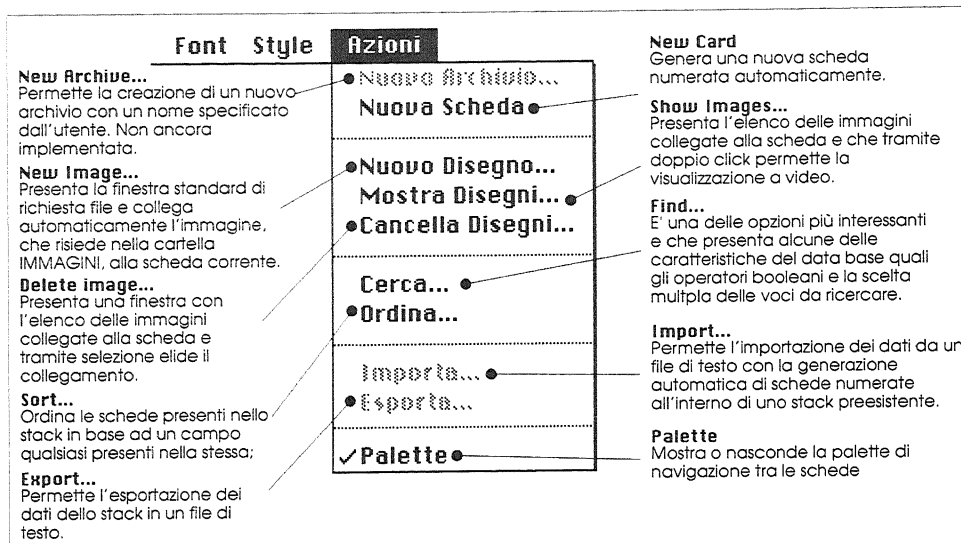 Font Style Azioni
New Archive...
Permette la creazione di un nuovo
archivio con un nome specificato
dall'utente. Non ancora
implementata.
New Image...
Presenta la finestra standard di
richiesta file e collega
automaticamente l'immagine,
che risiede nella cartella
IMMAGINI, alla scheda corrente.
Delete image...
Presenta una finestra con
l'elenco delle immagini
collegate alla scheda e
tramite selezione elide il
collegamento.
Sort...
Ordina le schede presenti nello
stack in base ad un campo
qualsiasi presenti nella stessa;
Export...
Permette l'esportazione dei
dati dello stack in un file di
testo.
Nuovo Archivio...
Nuova Scheda
Nuovo Disegno...
Mostra Disegni...
Cancella Disegni...
Cerca...
Ordina...
Importa...
Esporta...
✓Palette
New Card
Genera una nuova scheda
numerata automaticamente.
Show Images...
Presenta l'elenco delle immagini
collegate alla scheda e che tramite
doppio click permette la
visualizzazione a video.
Find...
E' una delle opzioni più interessanti
e che presenta alcune delle
caratteristiche del data base quali
gli operatori booleani e la scelta
multpla delle voci da ricercare.
Import...
Permette l'importazione dei dati da un
file di testo con la generazione
automatica di schede numerate
all'interno di uno stack preesistente.
Palette
Mostra o nasconde la palette di
navigazione tra le schede